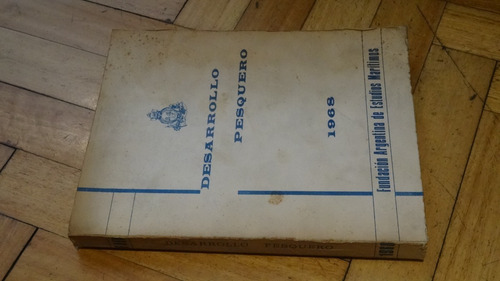 DESARROLLO
PESQUERO
1968
Fundación Argentina de Estudios Marítimos
DESARROLLO PESQUERO